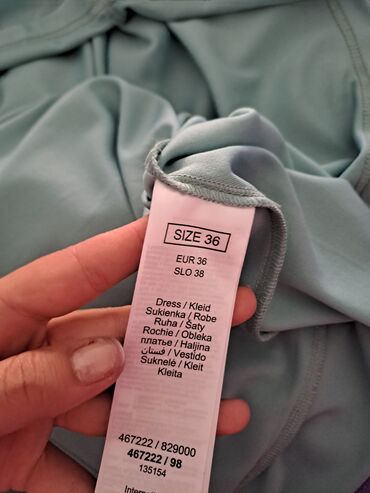 SIZE 36
EUR 36
SLO 38
Dress / Kleid
Sukienka / Robe
Ruha / Šaty
Rochie / Obleka
платье / Haljina
فستان / Vestido
Suknelė / Kleit
Kleita
467222 / 829000
467222 / 98
135154